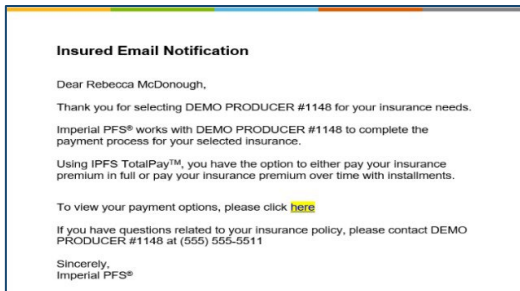 Insured Email Notification
Dear Rebecca McDonough,
Thank you for selecting DEMO PRODUCER #1148 for your insurance needs.
Imperial PFS® works with DEMO PRODUCER #1148 to complete the
payment process for your selected insurance.
Using IPFS TotalPay™, you have the option to either pay your insurance
premium in full or pay your insurance premium over time with installments.
To view your payment options, please click here
If you have questions related to your insurance policy, please contact DEMO
PRODUCER #1148 at (555) 555-5511
Sincerely,
Imperial PFS®